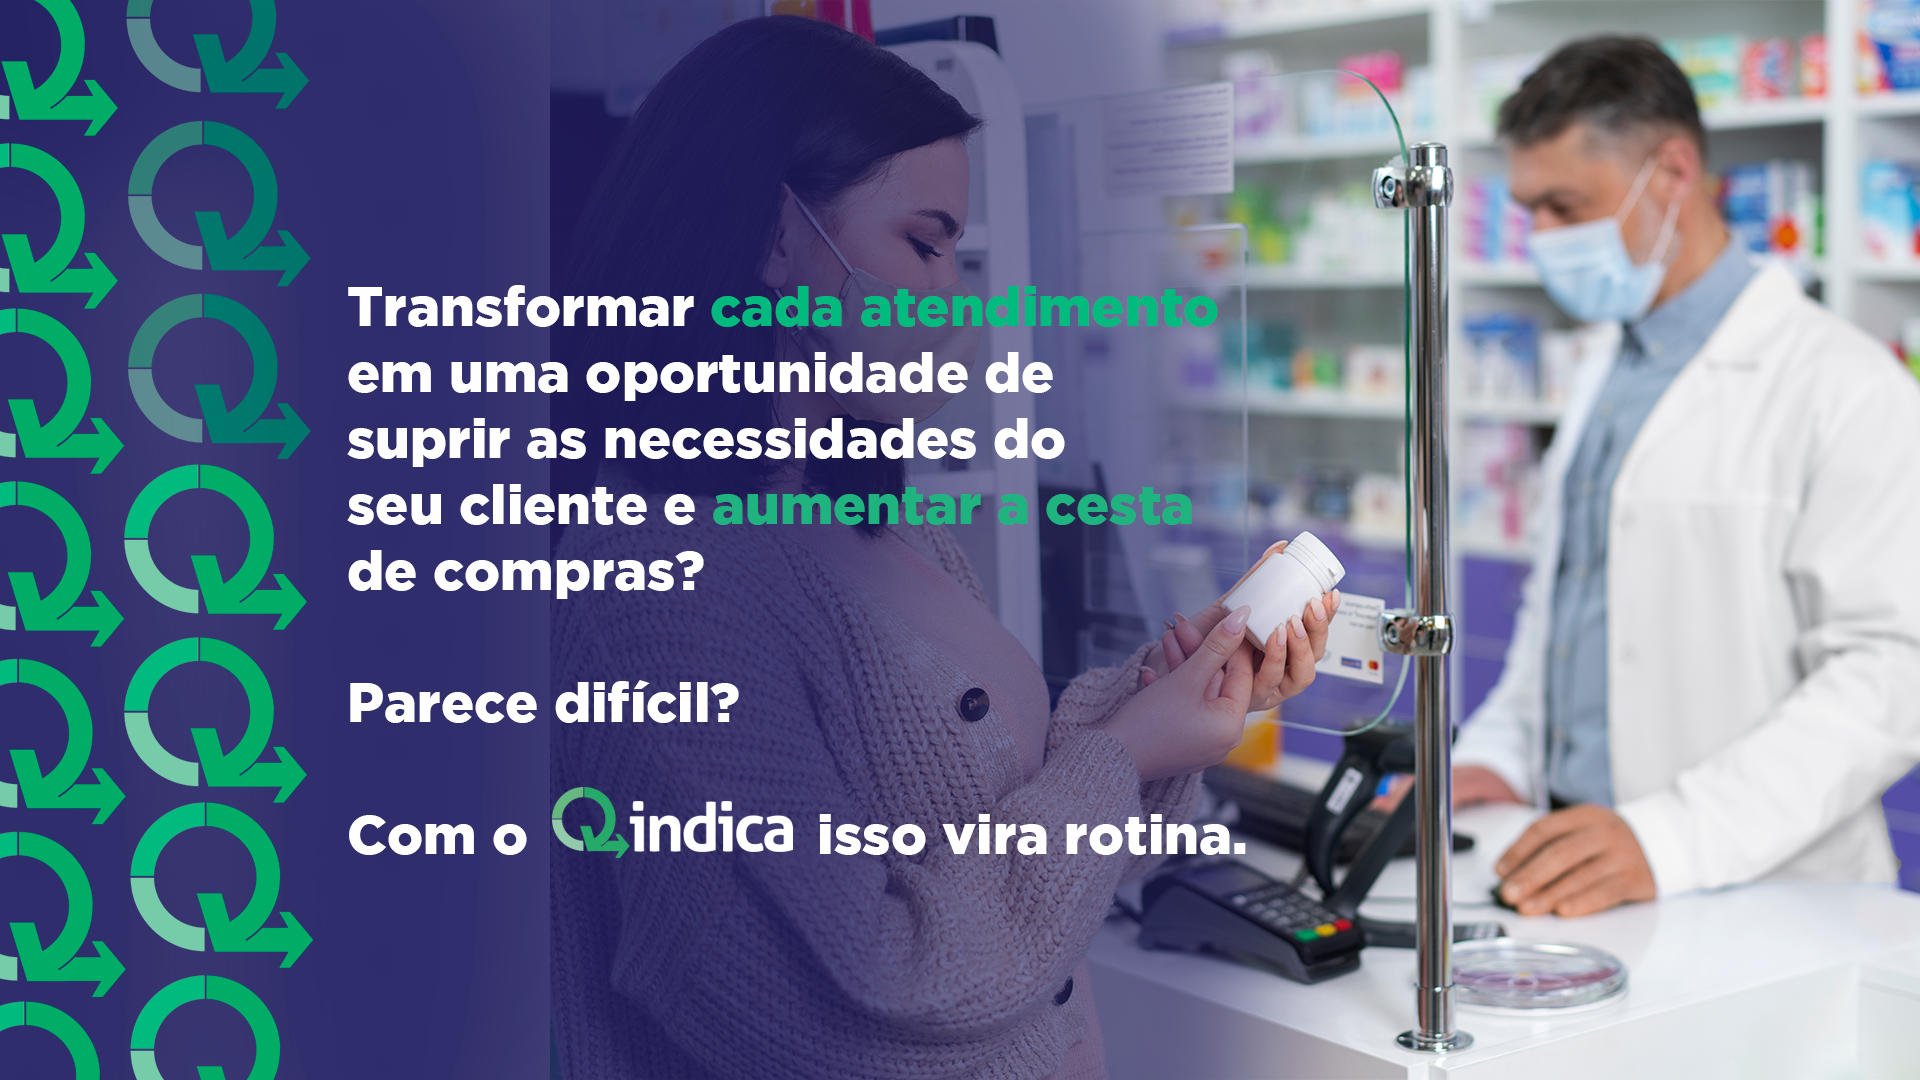 Transformar cada atendimento
em uma oportunidade de
suprir as necessidades do
seu cliente e aumentar a cesta
de compras?
Parece difícil?
Com o Qindica isso vira rotina.